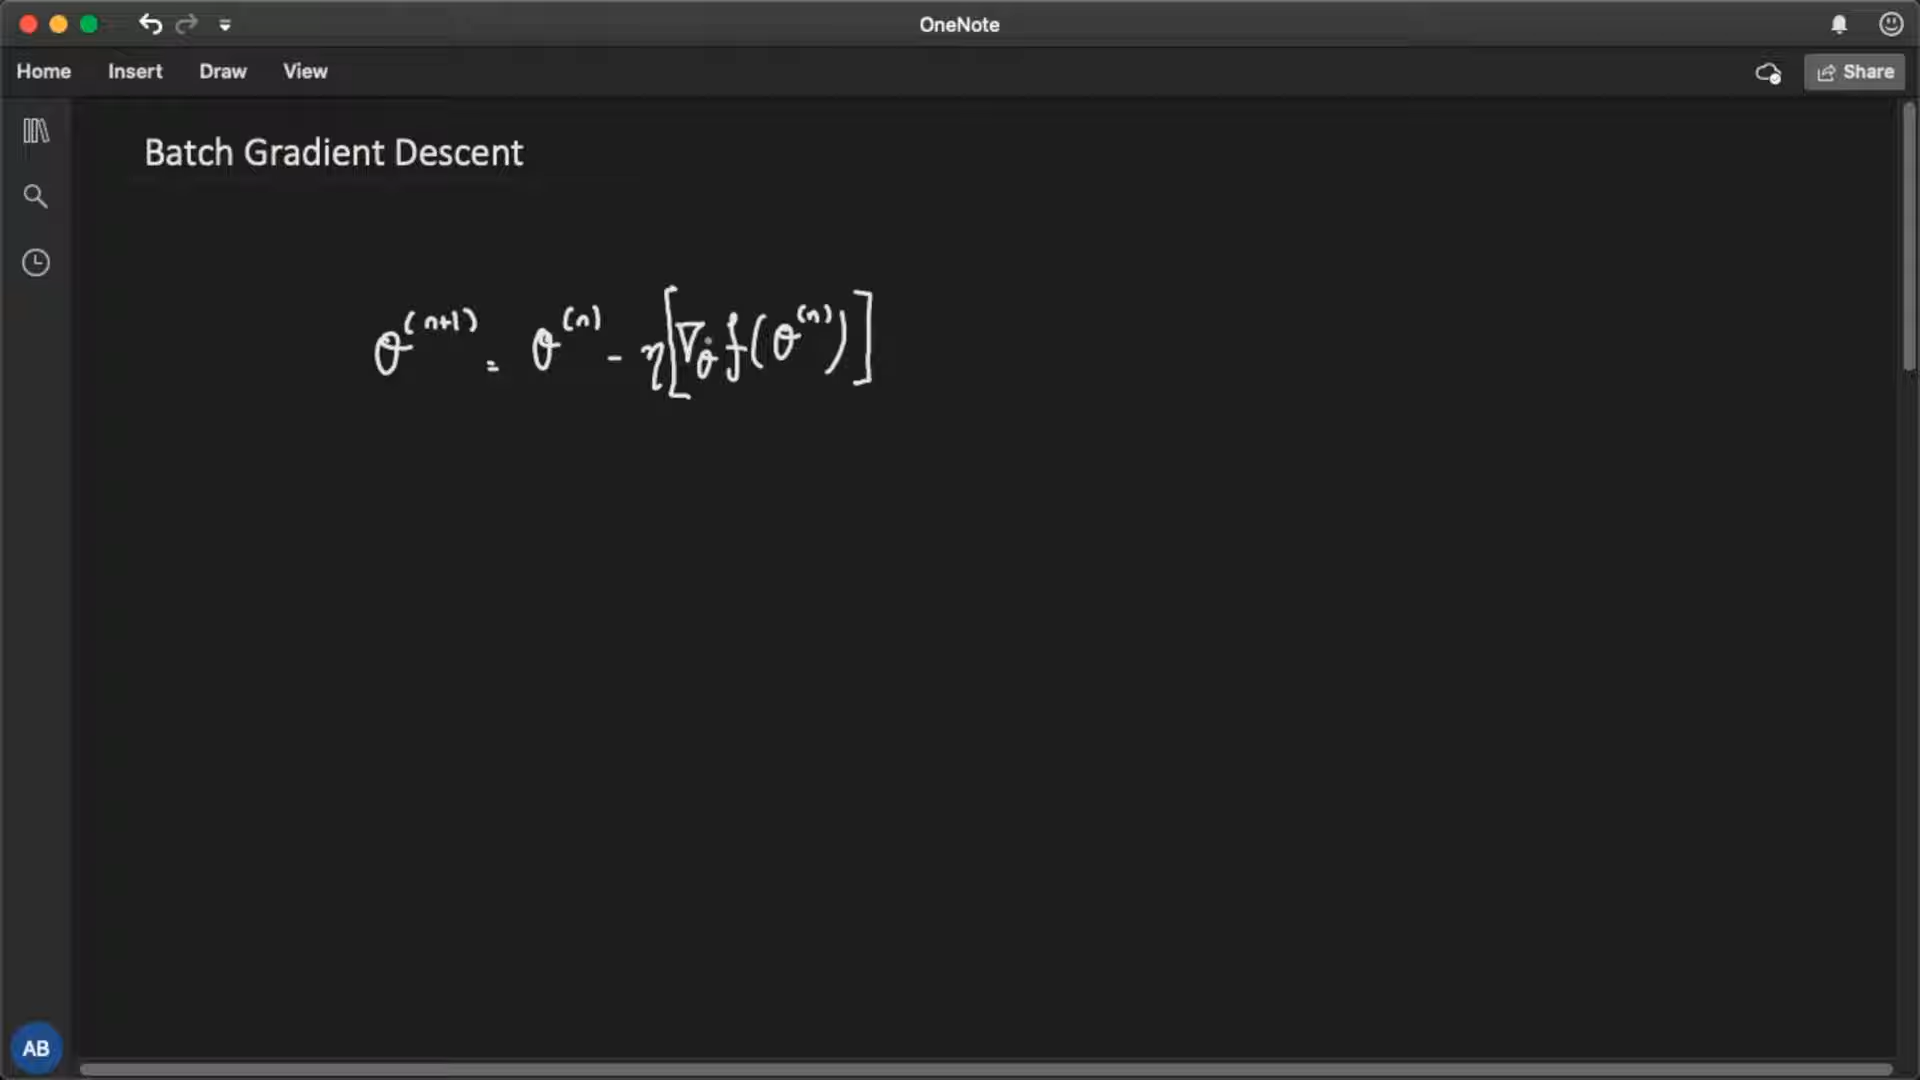 OneNote
Home Insert Draw View Share
Batch Gradient Descent
θ^(n+1) = θ^(n) - η[∇_θ f(θ^(n))]
AB